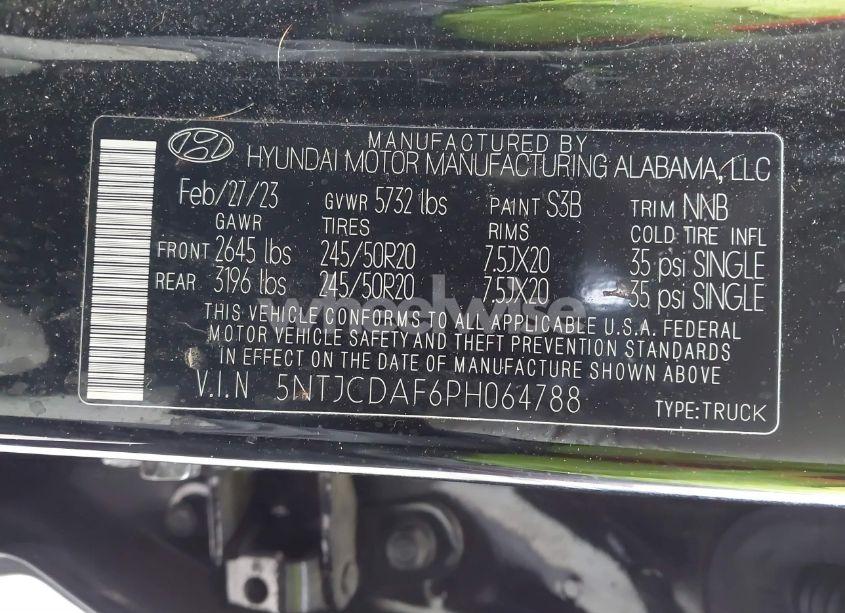 MANUFACTURED BY
HYUNDAI MOTOR MANUFACTURING ALABAMA, LLC
Feb/27/23 GVWR 5732 lbs PAINT S3B TRIM NNB
GAWR TIRES RIMS COLD TIRE INFL
FRONT 2645 lbs 245/50R20 7.5JX20 35 psi SINGLE
REAR 3196 lbs 245/50R20 7.5JX20 35 psi SINGLE
wheelwise
THIS VEHICLE CONFORMS TO ALL APPLICABLE U.S.A. FEDERAL
MOTOR VEHICLE SAFETY AND THEFT PREVENTION STANDARDS
IN EFFECT ON THE DATE OF MANUFACTURE SHOWN ABOVE
V.I.N 5NTJCDAF6PH064788 TYPE:TRUCK